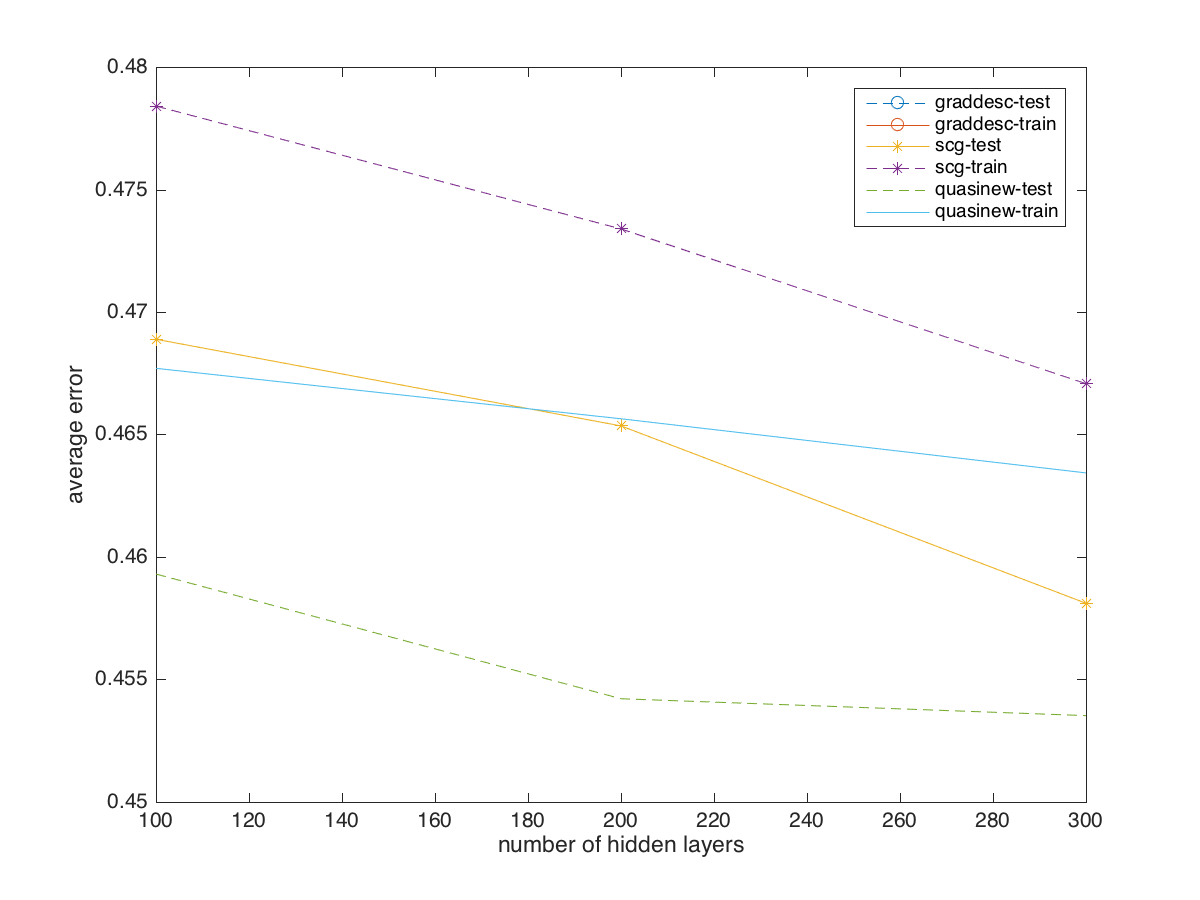 0.48
0.475
0.47
0.465
0.46
0.455
0.45
average error
100 120 140 160 180 200 220 240 260 280 300
number of hidden layers
graddesc-test
graddesc-train
scg-test
scg-train
quasinew-test
quasinew-train